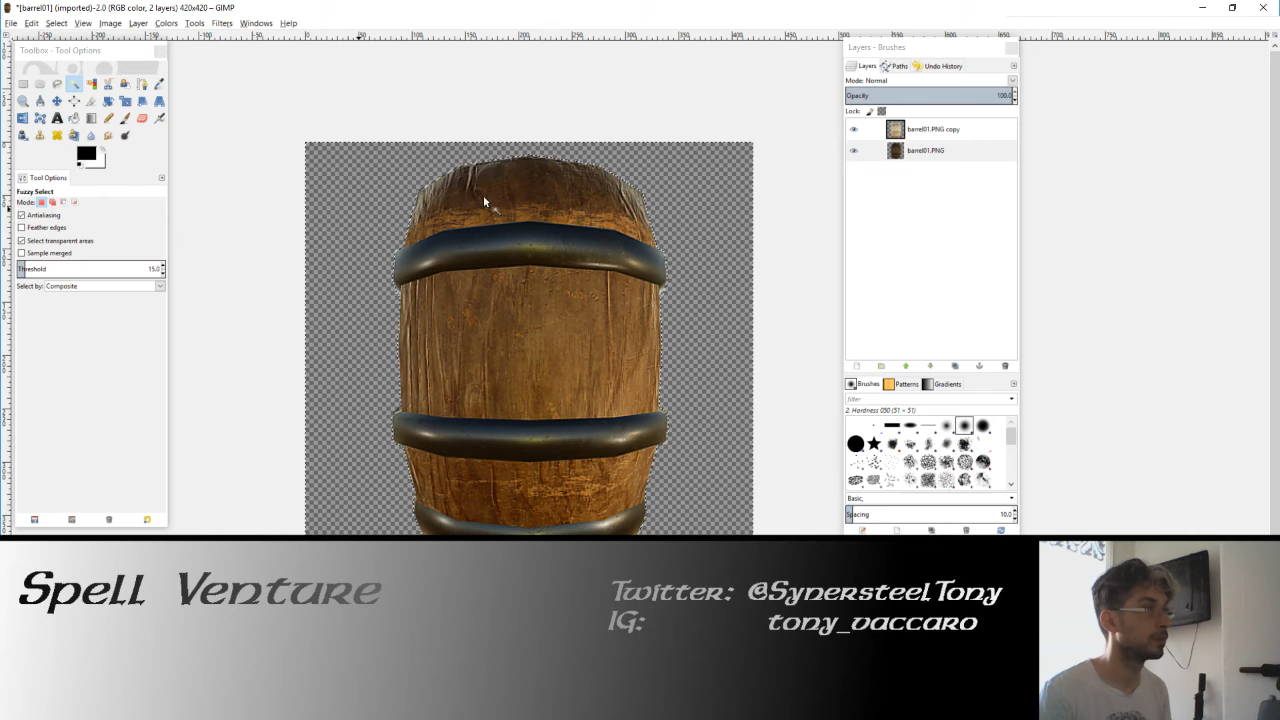 *[barrel01] (imported)-2.0 (RGB color, 2 layers) 420x420 – GIMP
File Edit Select View Image Layer Colors Tools Filters Windows Help
Toolbox - Tool Options
Tool Options
Fuzzy Select
Mode:
Antialiasing
Feather edges
Select transparent areas
Sample merged
Threshold 15.0
Select by: Composite
Layers - Brushes
Layers Paths Undo History
Mode: Normal
Opacity 100.0
Lock:
barrel01.PNG copy
barrel01.PNG
Brushes Patterns Gradients
filter
2. Hardness 050 (51 × 51)
Basic,
Spacing 10.0
Spell Venture
Twitter: @SynersteelTony
IG: tony_vaccaro